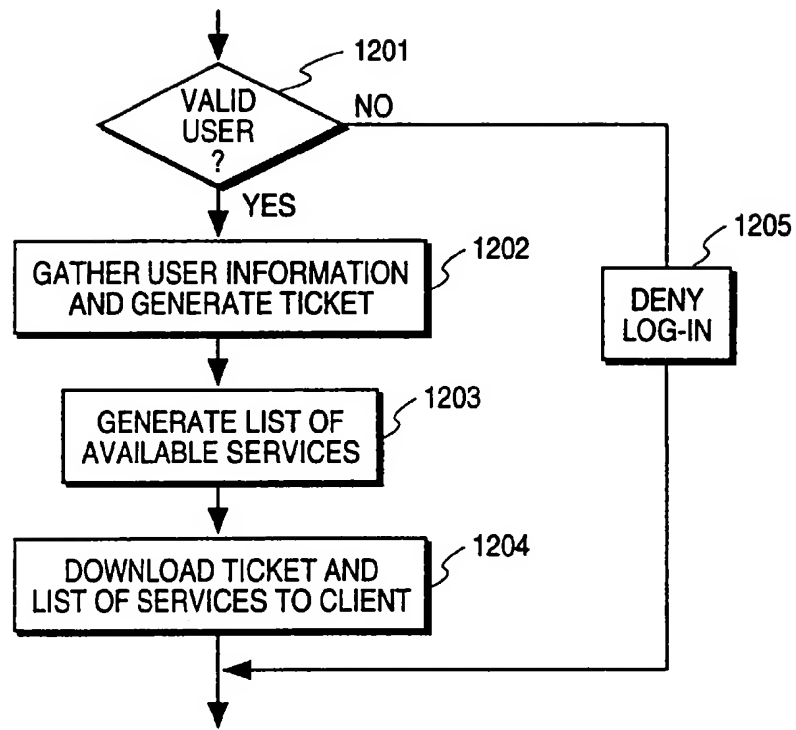 1201
VALID
USER
?
NO
YES
1202
GATHER USER INFORMATION
AND GENERATE TICKET
1205
DENY
LOG-IN
1203
GENERATE LIST OF
AVAILABLE SERVICES
1204
DOWNLOAD TICKET AND
LIST OF SERVICES TO CLIENT